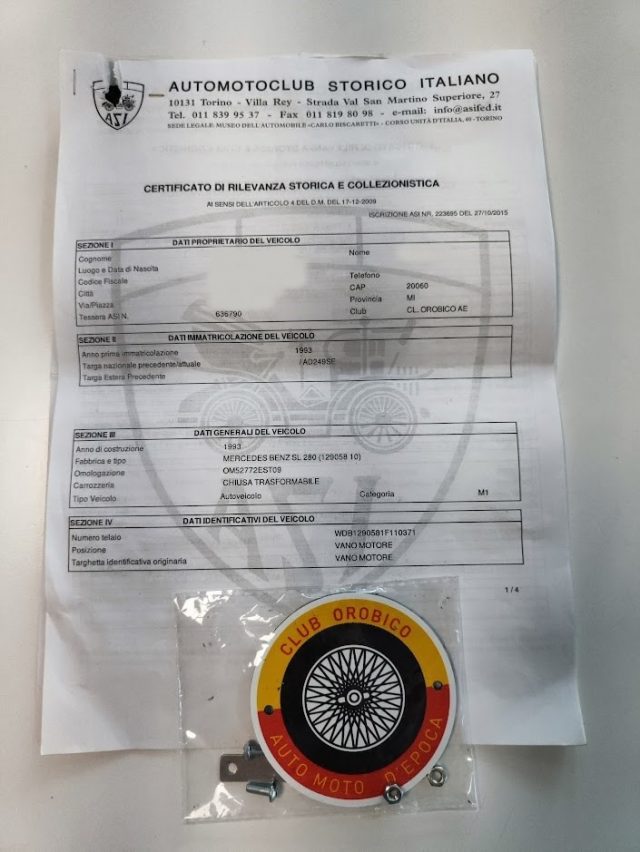 ASI
AUTOMOTOCLUB STORICO ITALIANO
10131 Torino - Villa Rey - Strada Val San Martino Superiore, 27
Tel. 011 839 95 37 - Fax 011 819 80 98 - e-mail: info@asifed.it
SEDE LEGALE: MUSEO DELL'AUTOMOBILE «CARLO BISCARETTI» - CORSO UNITÀ D'ITALIA, 40 - TORINO
CERTIFICATO DI RILEVANZA STORICA E COLLEZIONISTICA
AI SENSI DELL'ARTICOLO 4 DEL D.M. DEL 17-12-2009
ISCRIZIONE ASI NR. 223695 DEL 27/10/2015
SEZIONE I DATI PROPRIETARIO DEL VEICOLO
Cognome Nome
Luogo e Data di Nascita
Codice Fiscale Telefono
Città CAP 20060
Via/Piazza Provincia MI
Tessera ASI N. 636790 Club CL. OROBICO AE
SEZIONE II DATI IMMATRICOLAZIONE DEL VEICOLO
Anno prima immatricolazione 1993
Targa nazionale precedente/attuale /AD249SE
Targa Estera Precedente
SEZIONE III DATI GENERALI DEL VEICOLO
Anno di costruzione 1993
Fabbrica e tipo MERCEDES BENZ SL 280 (129058 10)
Omologazione OM52772EST09
Carrozzeria CHIUSA TRASFORMABILE
Tipo Veicolo Autoveicolo Categoria M1
SEZIONE IV DATI IDENTIFICATIVI DEL VEICOLO
Numero telaio WDB1290581F110371
Posizione VANO MOTORE
Targhetta identificativa originaria VANO MOTORE
1 / 4
ASI
CLUB OROBICO
AUTO MOTO D'EPOCA